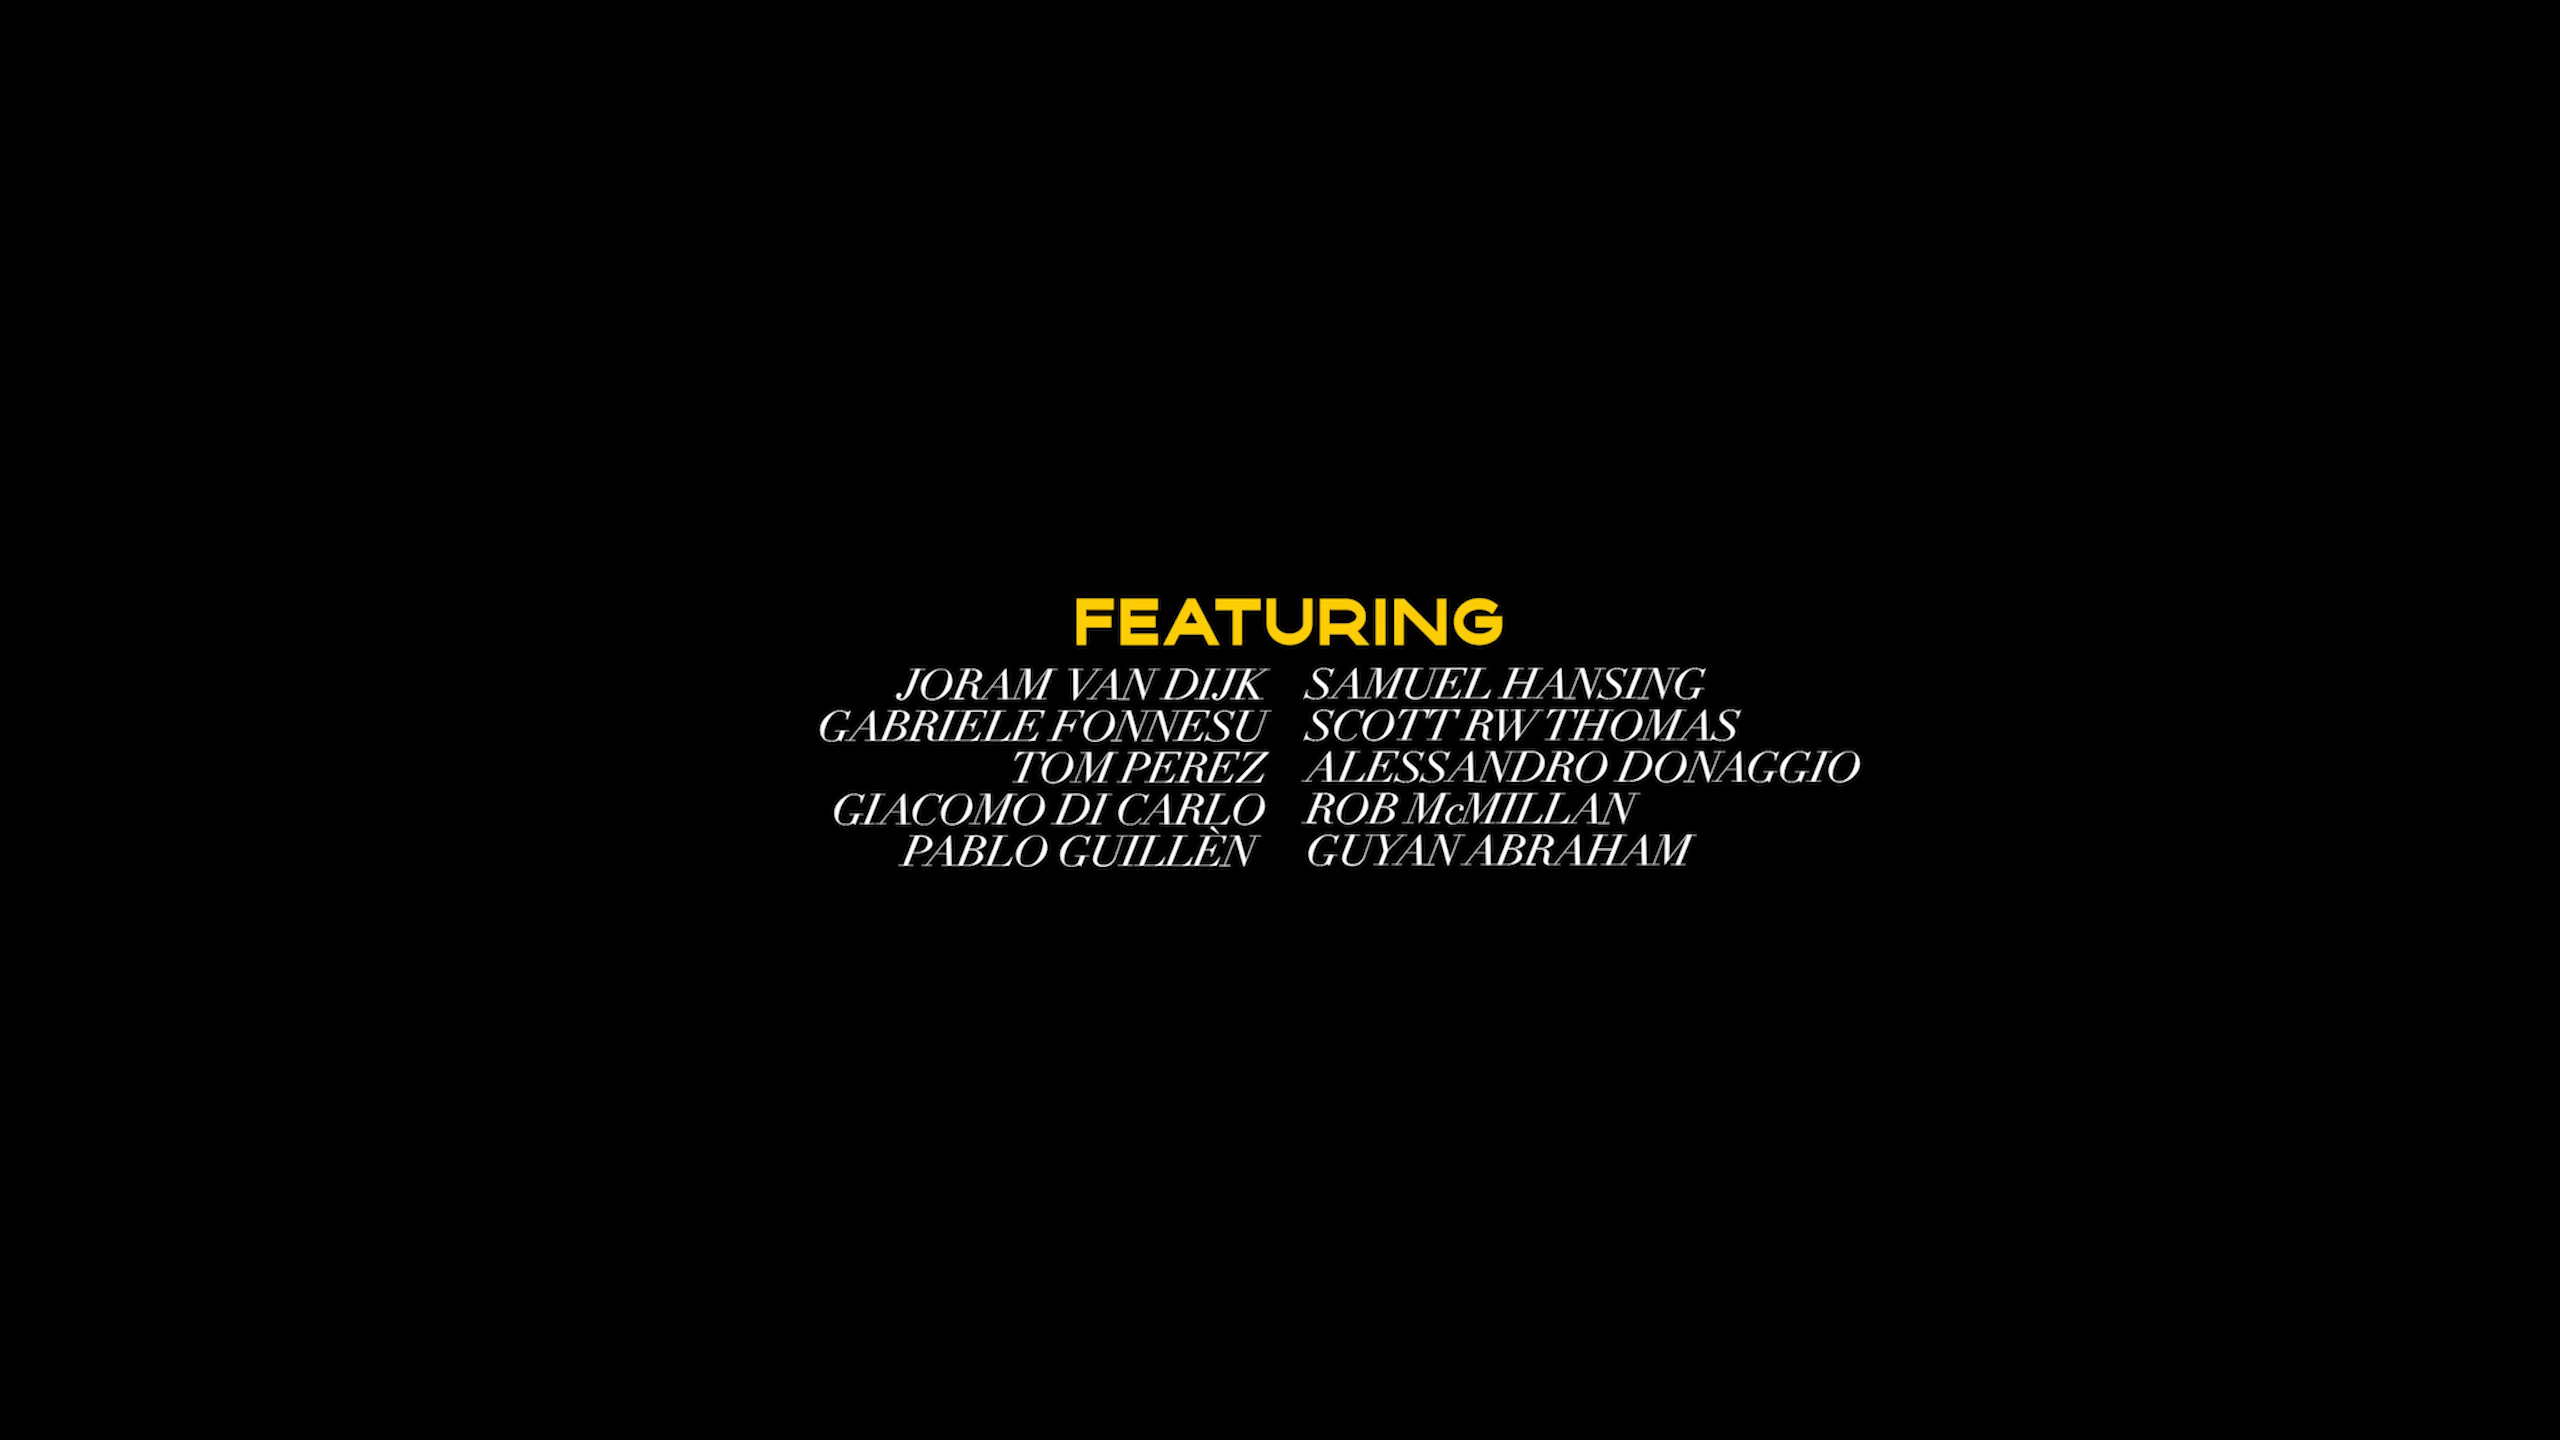 FEATURING
JORAM VAN DIJK SAMUEL HANSING
GABRIELE FONNESU SCOTT RW THOMAS
TOM PEREZ ALESSANDRO DONAGGIO
GIACOMO DI CARLO ROB McMILLAN
PABLO GUILLÈN GUYAN ABRAHAM